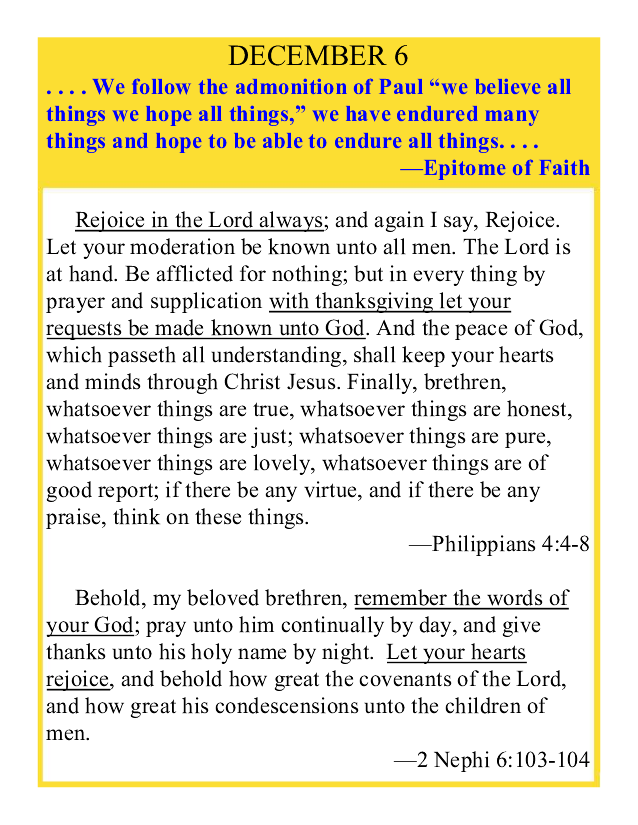 DECEMBER 6
. . . . We follow the admonition of Paul “we believe all
things we hope all things,” we have endured many
things and hope to be able to endure all things. . . .
—Epitome of Faith
Rejoice in the Lord always; and again I say, Rejoice.
Let your moderation be known unto all men. The Lord is
at hand. Be afflicted for nothing; but in every thing by
prayer and supplication with thanksgiving let your
requests be made known unto God. And the peace of God,
which passeth all understanding, shall keep your hearts
and minds through Christ Jesus. Finally, brethren,
whatsoever things are true, whatsoever things are honest,
whatsoever things are just; whatsoever things are pure,
whatsoever things are lovely, whatsoever things are of
good report; if there be any virtue, and if there be any
praise, think on these things.
—Philippians 4:4-8
Behold, my beloved brethren, remember the words of
your God; pray unto him continually by day, and give
thanks unto his holy name by night. Let your hearts
rejoice, and behold how great the covenants of the Lord,
and how great his condescensions unto the children of
men.
—2 Nephi 6:103-104